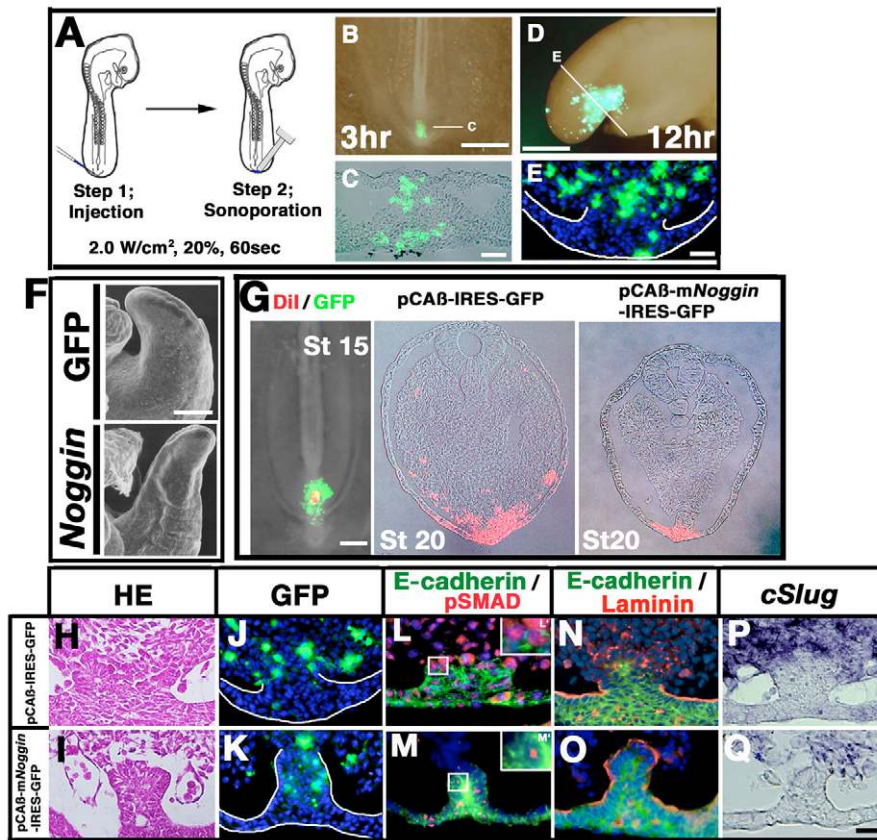 A
Step 1;
Injection
Step 2;
Sonoporation
2.0 W/cm², 20%, 60sec
B
C
3hr
D
E
12hr
C
E
F
GFP
Noggin
G
DiI / GFP
St 15
pCAß-IRES-GFP
St 20
pCAß-mNoggin
-IRES-GFP
St20
HE
GFP
E-cadherin /
pSMAD
E-cadherin /
Laminin
cSlug
pCAß-IRES-GFP
H
J
L
L'
N
P
pCAß-mNoggin
-IRES-GFP
I
K
M
M'
O
Q